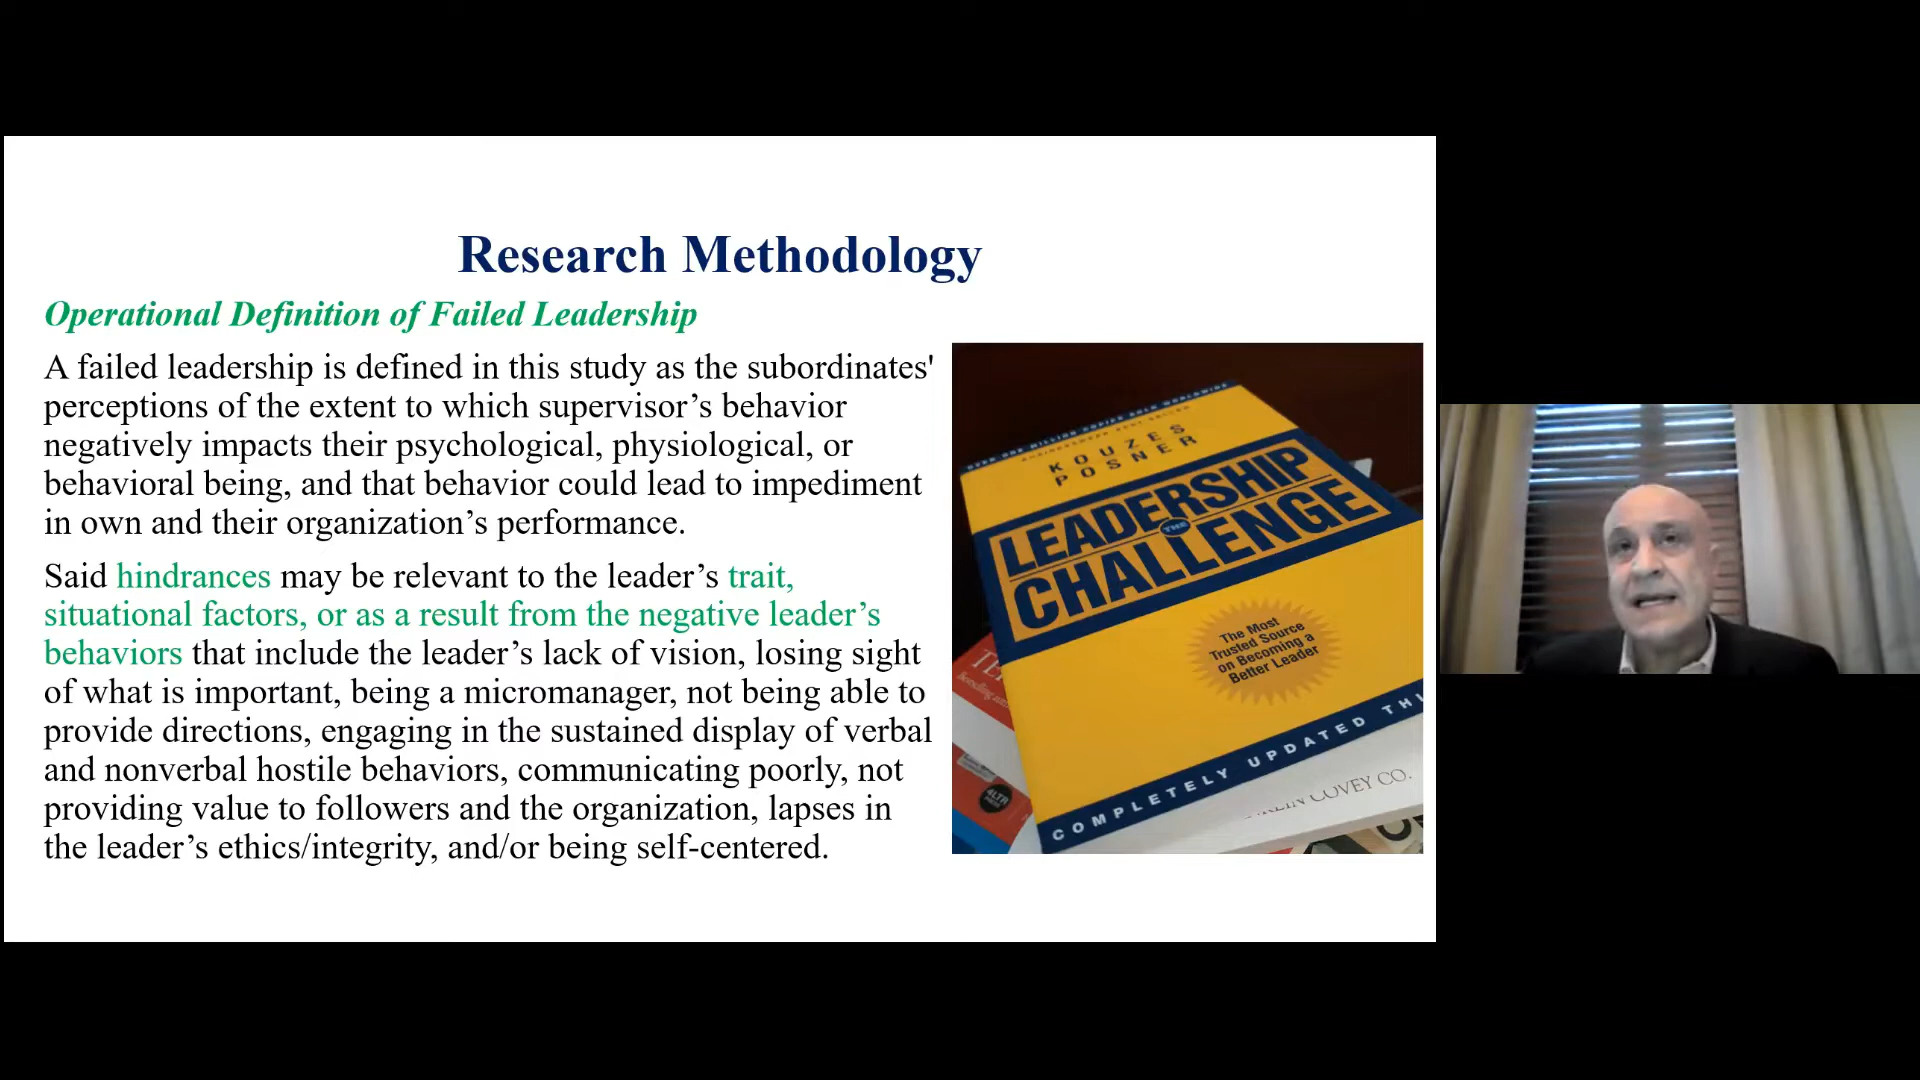 Research Methodology
Operational Definition of Failed Leadership
A failed leadership is defined in this study as the subordinates'
perceptions of the extent to which supervisor’s behavior
negatively impacts their psychological, physiological, or
behavioral being, and that behavior could lead to impediment
in own and their organization’s performance.
Said hindrances may be relevant to the leader’s trait,
situational factors, or as a result from the negative leader’s
behaviors that include the leader’s lack of vision, losing sight
of what is important, being a micromanager, not being able to
provide directions, engaging in the sustained display of verbal
and nonverbal hostile behaviors, communicating poorly, not
providing value to followers and the organization, lapses in
the leader’s ethics/integrity, and/or being self-centered.
KOUZES
POSNER
LEADERSHIP
THE
CHALLENGE
The Most
Trusted Source
on Becoming a
Better Leader
COMPLETELY UPDATED
COVEY CO.
4LTR